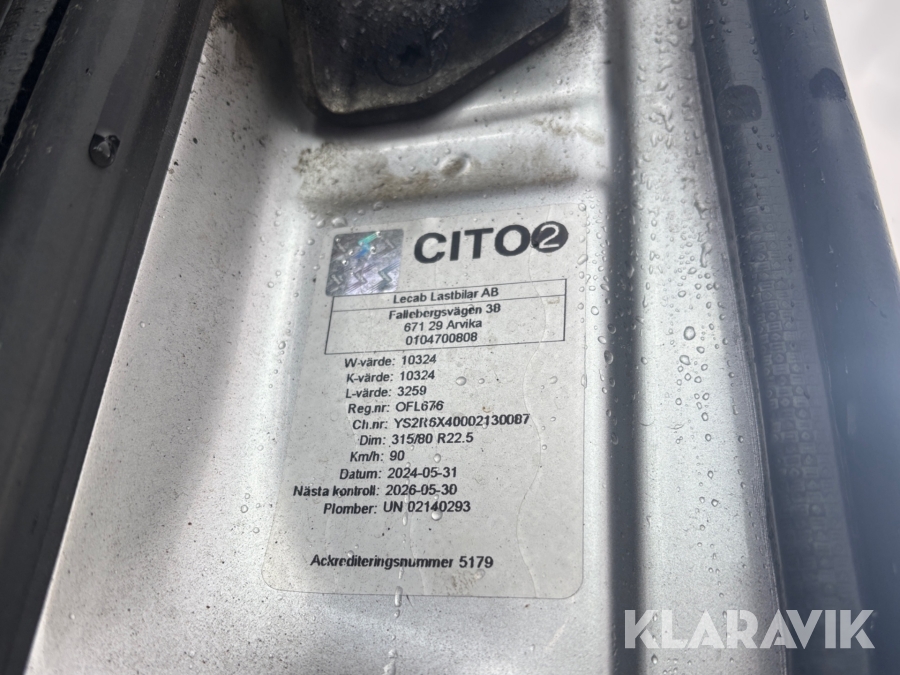 CITO2
Lecab Lastbilar AB
Fallebergsvägen 38
671 29 Arvika
0104700808
W-värde: 10324
K-värde: 10324
L-värde: 3259
Reg.nr: OFL676
Ch.nr: YS2R6X40002130087
Dim: 315/80 R22.5
Km/h: 90
Datum: 2024-05-31
Nästa kontroll: 2026-05-30
Plomber: UN 02140293
Ackrediteringsnummer 5179
KLARAVIK